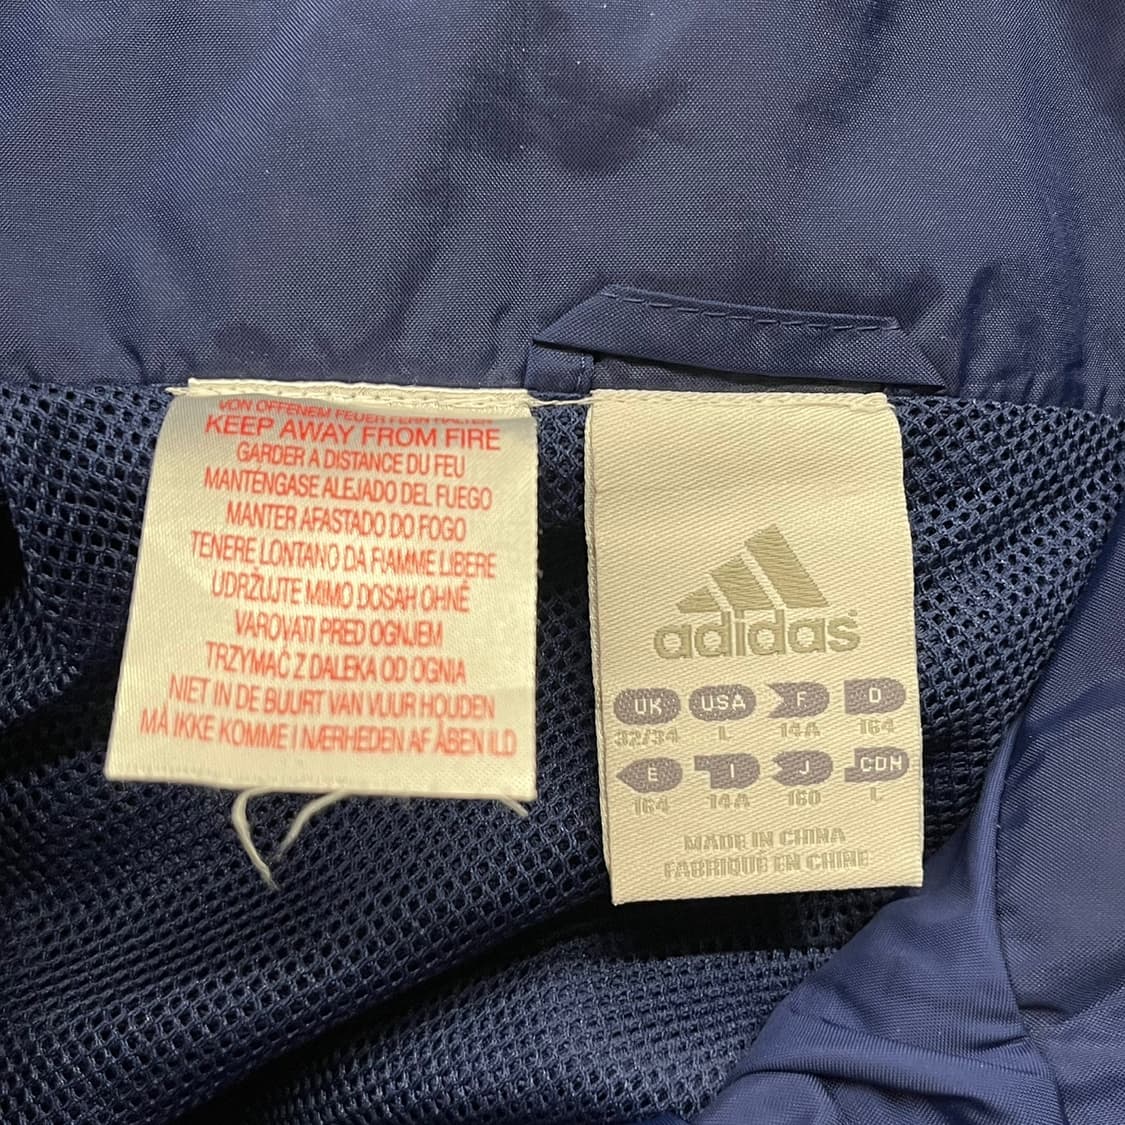 VON OFFENEM FEUER FERN HALTEN
KEEP AWAY FROM FIRE
GARDER A DISTANCE DU FEU
MANTÉNGASE ALEJADO DEL FUEGO
MANTER AFASTADO DO FOGO
TENERE LONTANO DA FIAMME LIBERE
UDRŽUJTE MIMO DOSAH OHNĚ
VAROVATI PRED OGNJEM
TRZYMAĆ Z DALEKA OD OGNIA
NIET IN DE BUURT VAN VUUR HOUDEN
MÅ IKKE KOMME I NÆRHEDEN AF ÅBEN ILD
adidas
UK USA F D
32/34 L 14A 164
E I J CDN
164 14A 160 L
MADE IN CHINA
FABRIQUE EN CHINE